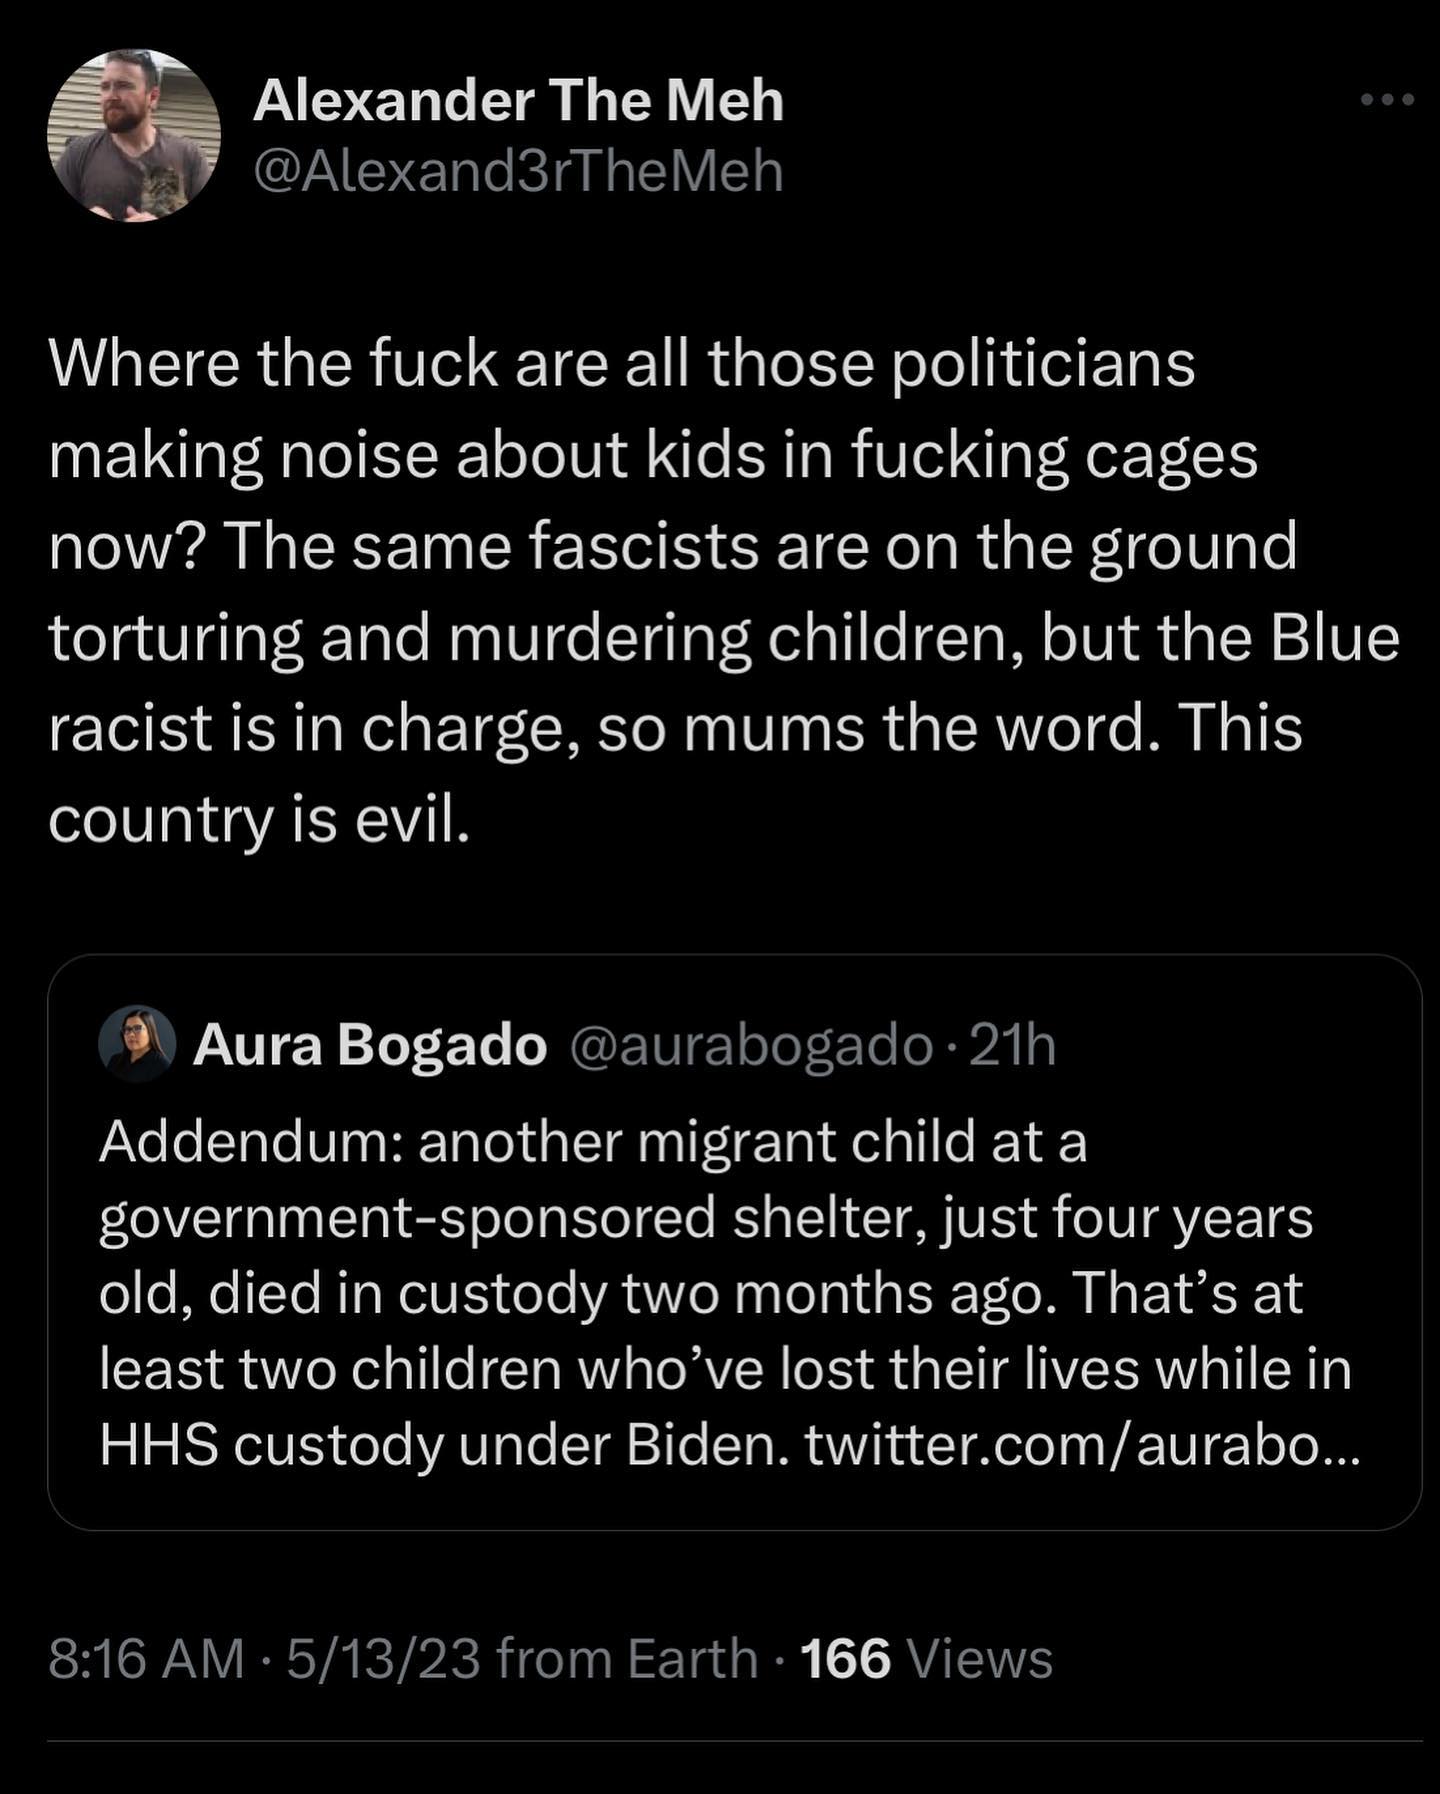 Alexander The Meh
@Alexand3rTheMeh
Where the fuck are all those politicians
making noise about kids in fucking cages
now? The same fascists are on the ground
torturing and murdering children, but the Blue
racist is in charge, so mums the word. This
country is evil.
Aura Bogado @aurabogado · 21h
Addendum: another migrant child at a
government-sponsored shelter, just four years
old, died in custody two months ago. That’s at
least two children who’ve lost their lives while in
HHS custody under Biden. twitter.com/aurabo...
8:16 AM · 5/13/23 from Earth · 166 Views